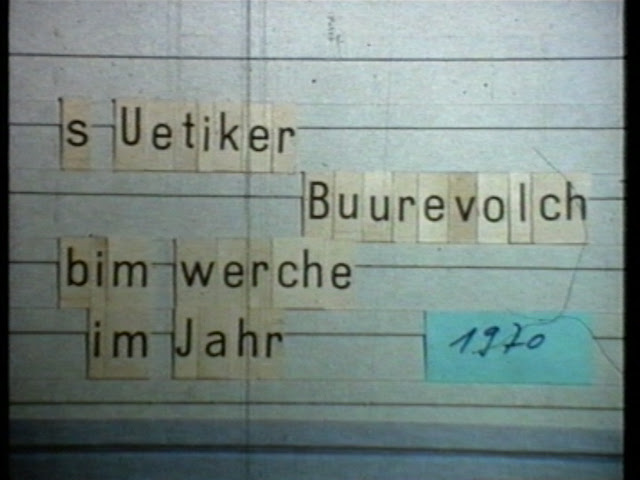 s Uetiker
Buurevolch
bim werche
im Jahr 1970